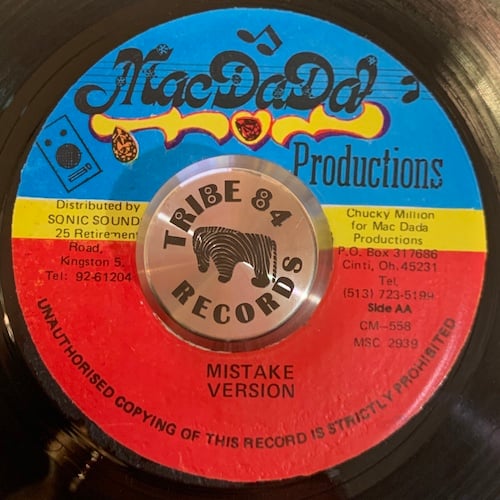 MacDaDa
Productions
Distributed by
SONIC SOUND
25 Retirement
Road,
Kingston 5,
Tel: 92-61204
TRIBE 84
RECORDS
Chucky Million
for Mac Dada
Productions
P.O. Box 317686
Cinti, Oh. 45231
Tel,
(513) 723-5199
Side AA
CM-558
MSC 2939
MISTAKE
VERSION
UNAUTHORISED COPYING OF THIS RECORD IS STRICTLY PROHIBITED